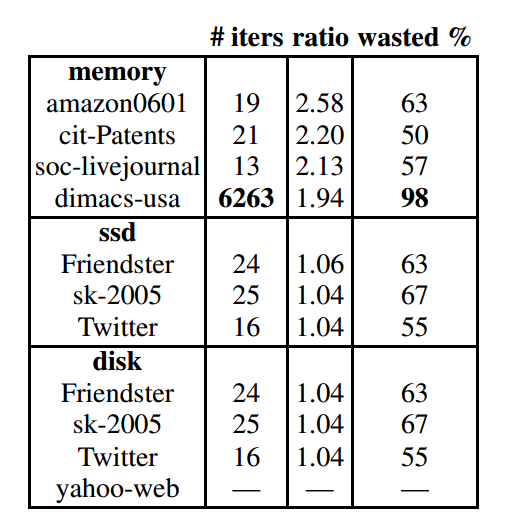 # iters ratio wasted %
memory
amazon0601 19 2.58 63
cit-Patents 21 2.20 50
soc-livejournal 13 2.13 57
dimacs-usa 6263 1.94 98
ssd
Friendster 24 1.06 63
sk-2005 25 1.04 67
Twitter 16 1.04 55
disk
Friendster 24 1.04 63
sk-2005 25 1.04 67
Twitter 16 1.04 55
yahoo-web — — —